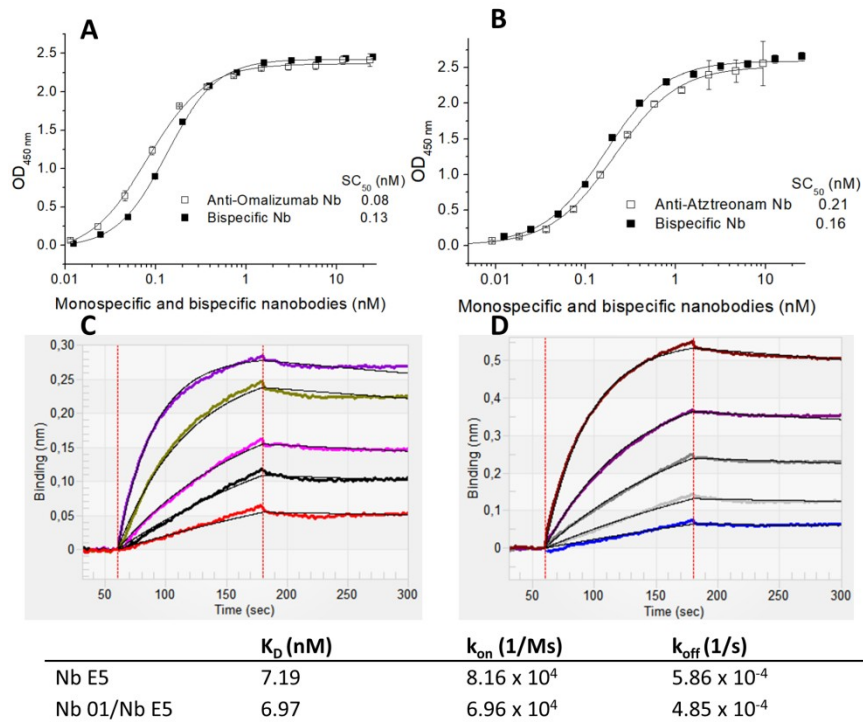 A
2.5
2.0
1.5
1.0
0.5
0.0
OD450 nm
SC50 (nM)
Anti-Omalizumab Nb 0.08
Bispecific Nb 0.13
0.01 0.1 1 10
Monospecific and bispecific nanobodies (nM)
B
2.5
2.0
1.5
1.0
0.5
0.0
OD450 nm
SC50 (nM)
Anti-Atztreonam Nb 0.21
Bispecific Nb 0.16
0.01 0.1 1 10
Monospecific and bispecific nanobodies (nM)
C
0,30
0,25
0,20
0,15
0,10
0,05
0
Binding (nm)
50 100 150 200 250 300
Time (sec)
D
0,5
0,4
0,3
0,2
0,1
0
Binding (nm)
50 100 150 200 250 300
Time (sec)
KD (nM) kon (1/Ms) koff (1/s)
Nb E5 7.19 8.16 x 10⁴ 5.86 x 10⁻⁴
Nb 01/Nb E5 6.97 6.96 x 10⁴ 4.85 x 10⁻⁴